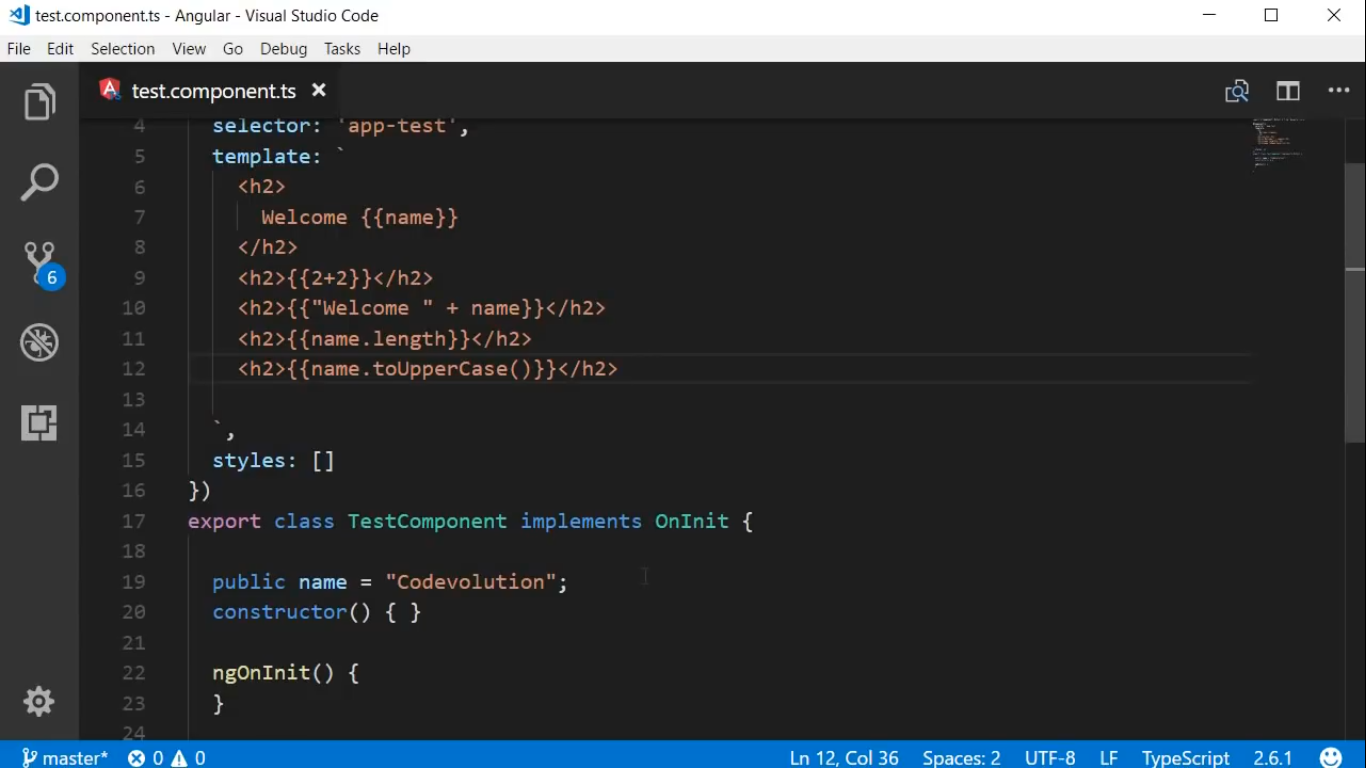 test.component.ts - Angular - Visual Studio Code
File Edit Selection View Go Debug Tasks Help
test.component.ts
4 selector: 'app-test',
5 template: `
6 <h2>
7 Welcome {{name}}
8 </h2>
9 <h2>{{2+2}}</h2>
10 <h2>{{"Welcome " + name}}</h2>
11 <h2>{{name.length}}</h2>
12 <h2>{{name.toUpperCase()}}</h2>
13
14 `,
15 styles: []
16 })
17 export class TestComponent implements OnInit {
18
19 public name = "Codevolution";
20 constructor() { }
21
22 ngOnInit() {
23 }
24
6
master* 0 0 Ln 12, Col 36 Spaces: 2 UTF-8 LF TypeScript 2.6.1